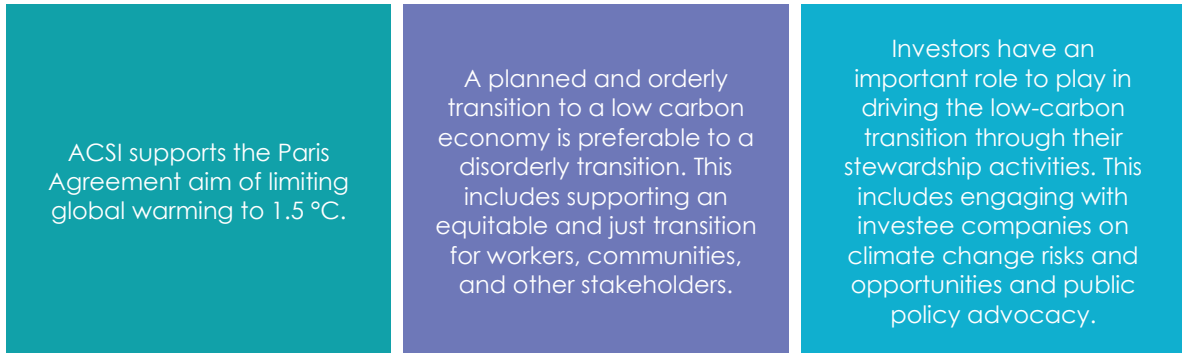 ACSI supports the Paris
Agreement aim of limiting
global warming to 1.5 °C.
A planned and orderly
transition to a low carbon
economy is preferable to a
disorderly transition. This
includes supporting an
equitable and just transition
for workers, communities,
and other stakeholders.
Investors have an
important role to play in
driving the low-carbon
transition through their
stewardship activities. This
includes engaging with
investee companies on
climate change risks and
opportunities and public
policy advocacy.